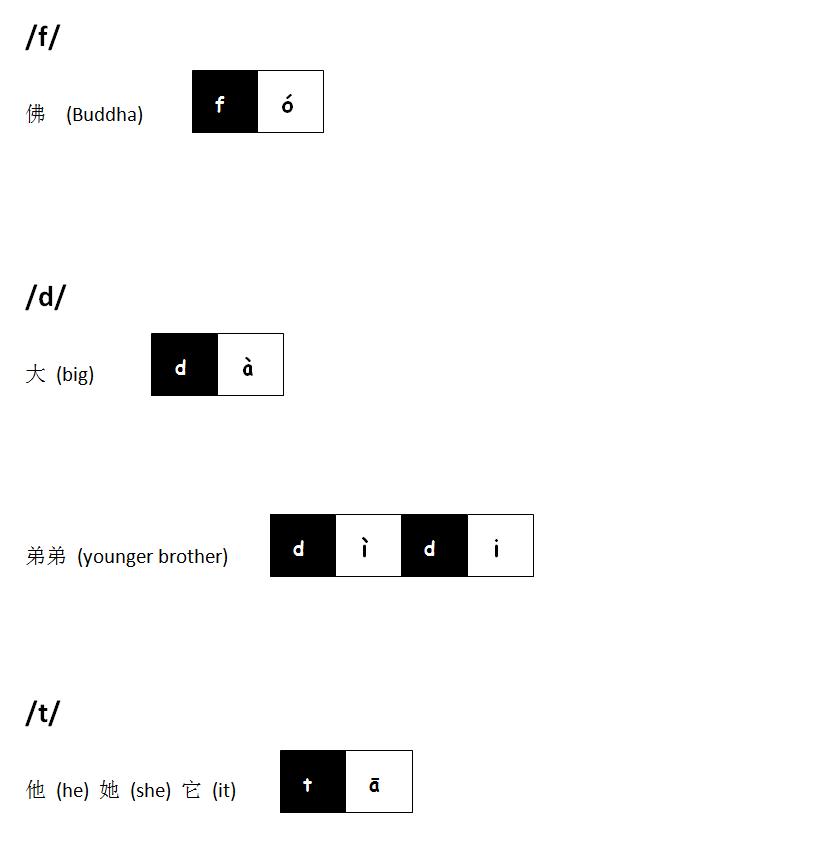 /f/
佛 (Buddha) f ó
/d/
大 (big) d à
弟弟 (younger brother) d ì d i
/t/
他 (he) 她 (she) 它 (it) t ā